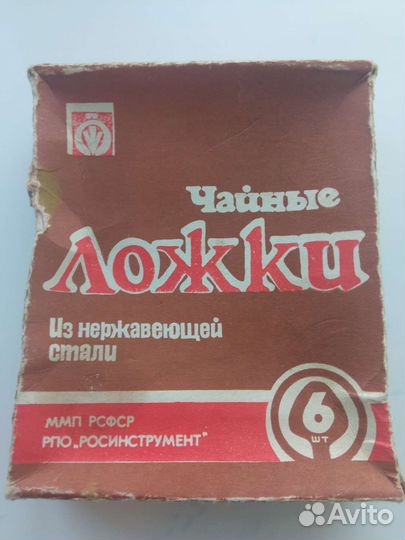 Чайные
Ложки
Из нержавеющей
стали
ММП РСФСР
РПО „РОСИНСТРУМЕНТ"
6
шт
Avito